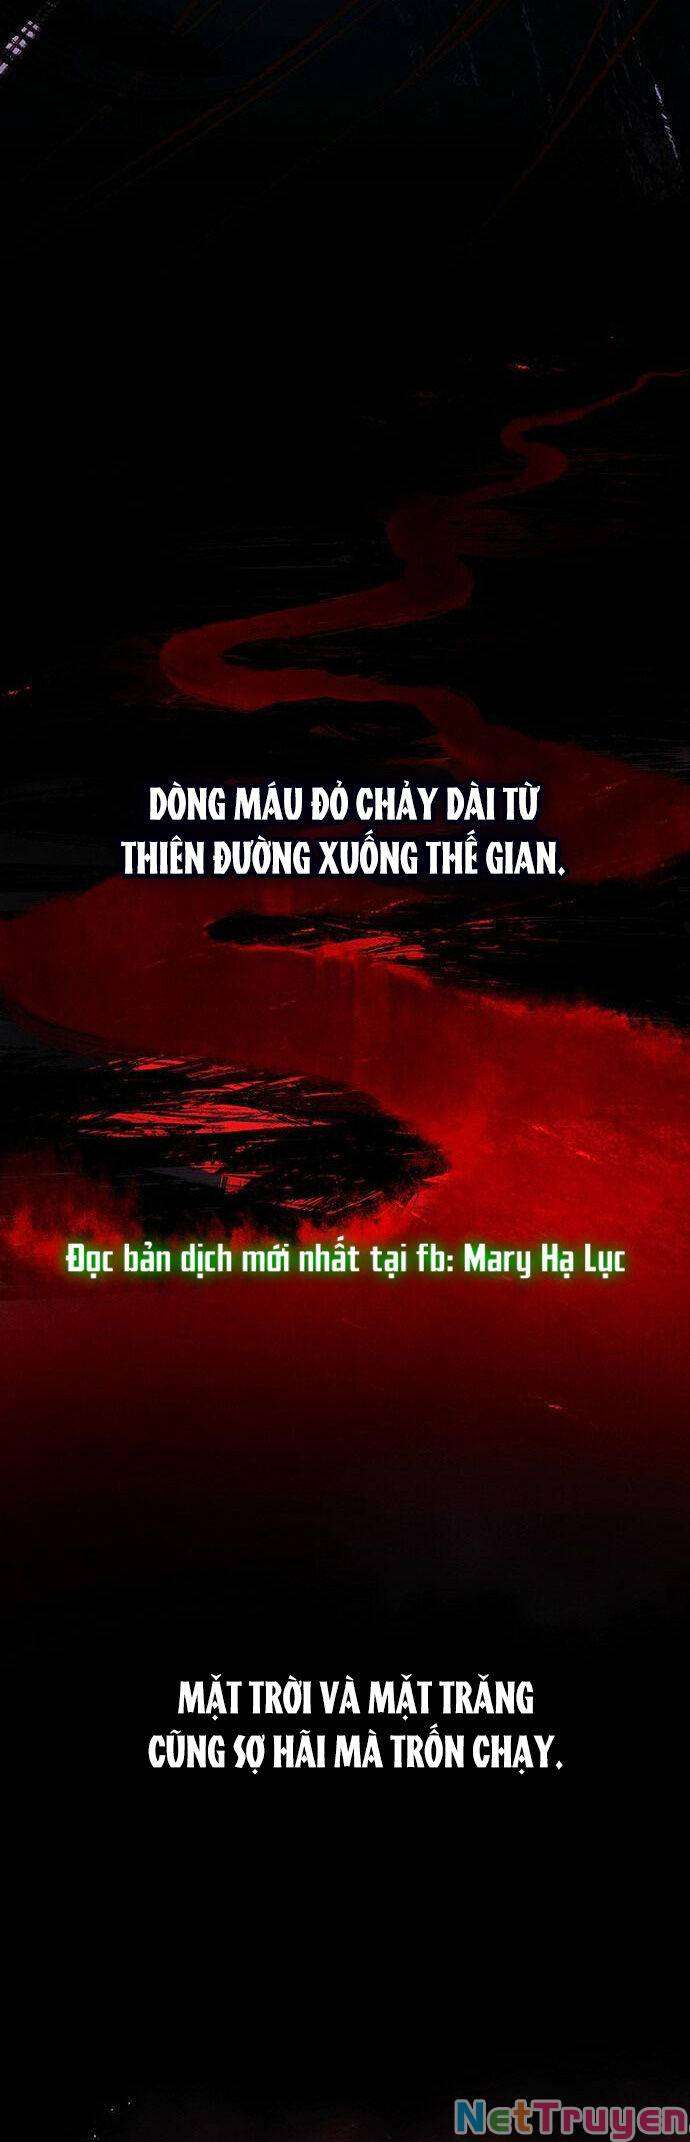 DÒNG MÁU ĐỎ CHẢY DÀI TỪ
THIÊN ĐƯỜNG XUỐNG THẾ GIAN.
Đọc bản dịch mới nhất tại fb: Mary Hạ Lục
MẶT TRỜI VÀ MẶT TRĂNG
CŨNG SỢ HÃI MÀ TRỐN CHẠY.
NetTruyen